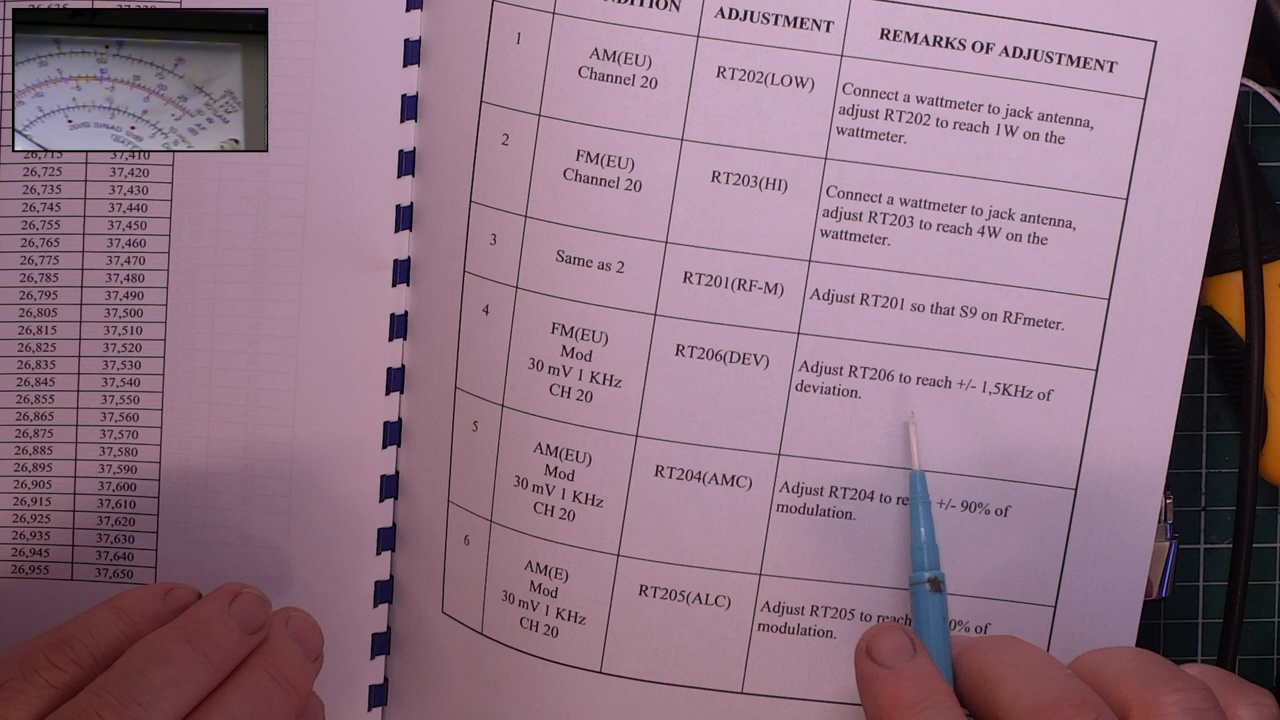 26,715 37,410
26,725 37,420
26,735 37,430
26,745 37,440
26,755 37,450
26,765 37,460
26,775 37,470
26,785 37,480
26,795 37,490
26,805 37,500
26,815 37,510
26,825 37,520
26,835 37,530
26,845 37,540
26,855 37,550
26,865 37,560
26,875 37,570
26,885 37,580
26,895 37,590
26,905 37,600
26,915 37,610
26,925 37,620
26,935 37,630
26,945 37,640
26,955 37,650
ADJUSTMENT
REMARKS OF ADJUSTMENT
1
AM(EU)
Channel 20
RT202(LOW)
Connect a wattmeter to jack antenna,
adjust RT202 to reach 1W on the
wattmeter.
2
FM(EU)
Channel 20
RT203(HI)
Connect a wattmeter to jack antenna,
adjust RT203 to reach 4W on the
wattmeter.
3
Same as 2
RT201(RF-M)
Adjust RT201 so that S9 on RFmeter.
4
FM(EU)
Mod
30 mV 1 KHz
CH 20
RT206(DEV)
Adjust RT206 to reach +/- 1,5KHz of
deviation.
5
AM(EU)
Mod
30 mV 1 KHz
CH 20
RT204(AMC)
Adjust RT204 to +/- 90% of
modulation.
6
AM(E)
Mod
30 mV 1 KHz
CH 20
RT205(ALC)
Adjust RT205 to reach of
modulation.